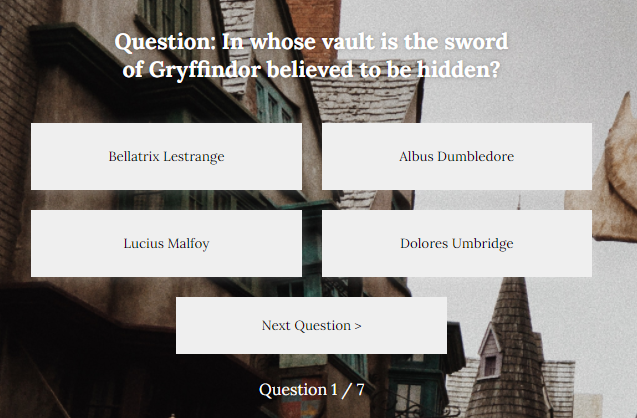 Question: In whose vault is the sword
of Gryffindor believed to be hidden?
Bellatrix Lestrange
Albus Dumbledore
Lucius Malfoy
Dolores Umbridge
Next Question >
Question 1 / 7